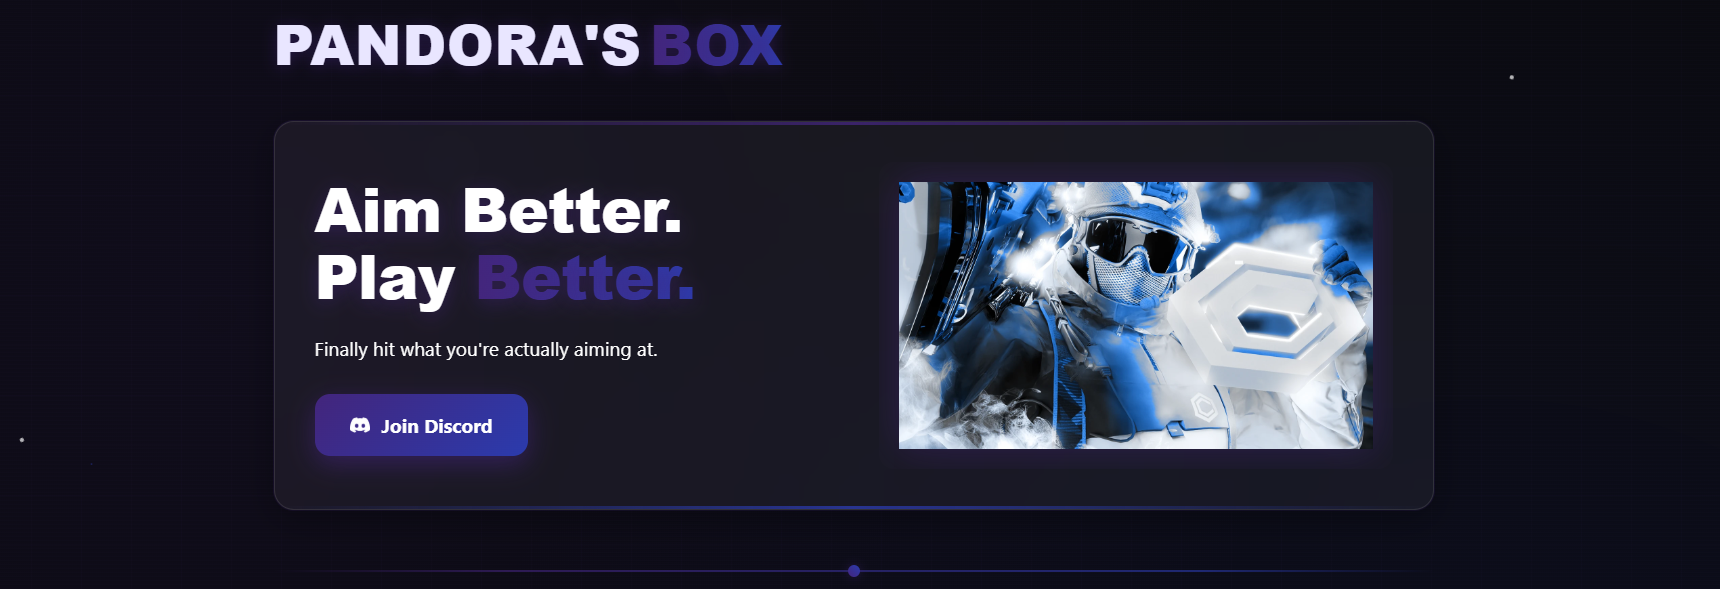 PANDORA'S BOX
Aim Better.
Play Better.
Finally hit what you're actually aiming at.
Join Discord